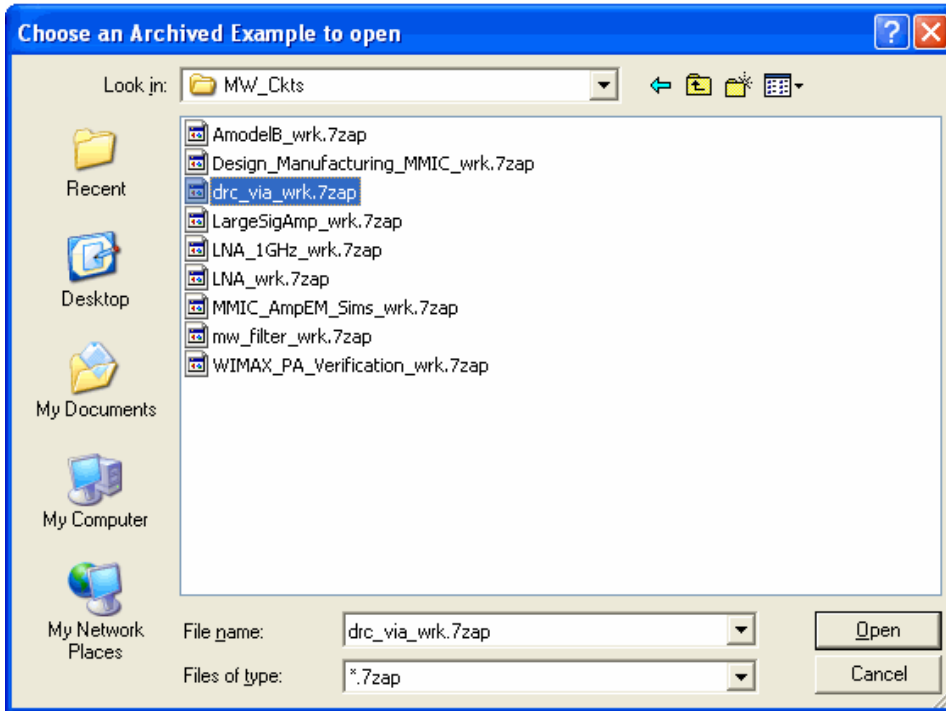 Choose an Archived Example to open
Look in: MW_Ckts
AmodelB_wrk.7zap
Design_Manufacturing_MMIC_wrk.7zap
drc_via_wrk.7zap
LargeSigAmp_wrk.7zap
LNA_1GHz_wrk.7zap
LNA_wrk.7zap
MMIC_AmpEM_Sims_wrk.7zap
mw_filter_wrk.7zap
WIMAX_PA_Verification_wrk.7zap
Recent
Desktop
My Documents
My Computer
My Network
Places
File name: drc_via_wrk.7zap Open
Files of type: *.7zap Cancel